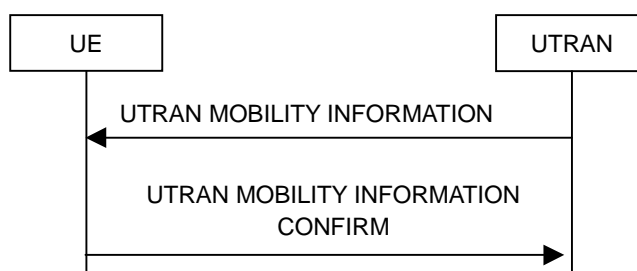 UE
UTRAN
UTRAN MOBILITY INFORMATION
UTRAN MOBILITY INFORMATION
CONFIRM